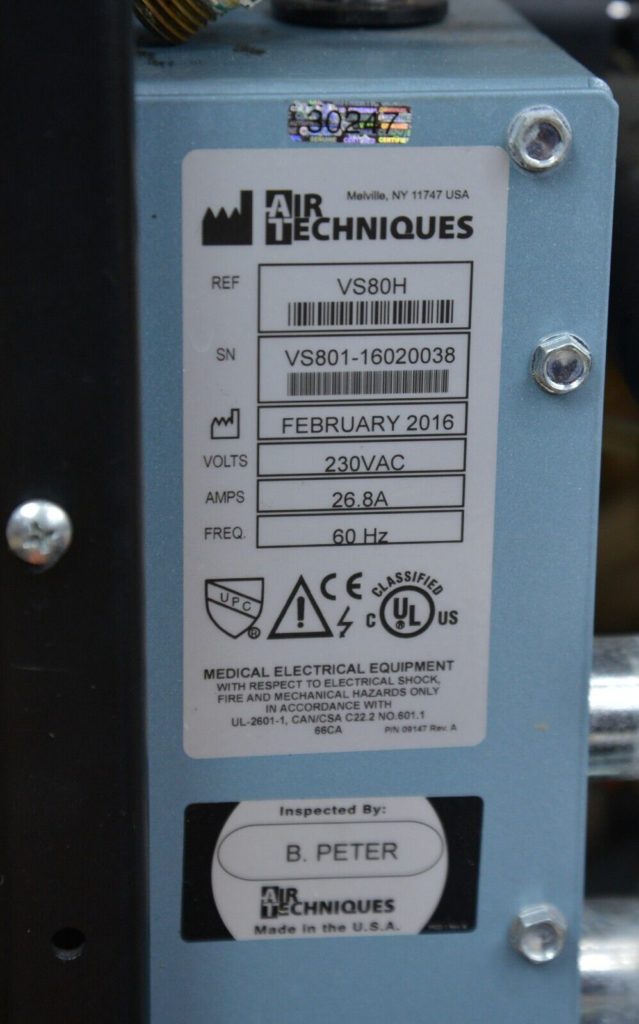 30247
GENUINE CERTIFIED CERTIFIE
Melville, NY 11747 USA
AIR
TECHNIQUES
REF VS80H
SN VS801-16020038
FEBRUARY 2016
VOLTS 230VAC
AMPS 26.8A
FREQ. 60 Hz
UPC ®
CE
CLASSIFIED
C UL ® US
MEDICAL ELECTRICAL EQUIPMENT
WITH RESPECT TO ELECTRICAL SHOCK,
FIRE AND MECHANICAL HAZARDS ONLY
IN ACCORDANCE WITH
UL-2601-1, CAN/CSA C22.2 NO.601.1
66CA P/N 09147 Rev. A
Inspected By:
B. PETER
AIR
TECHNIQUES
Made in the U.S.A.